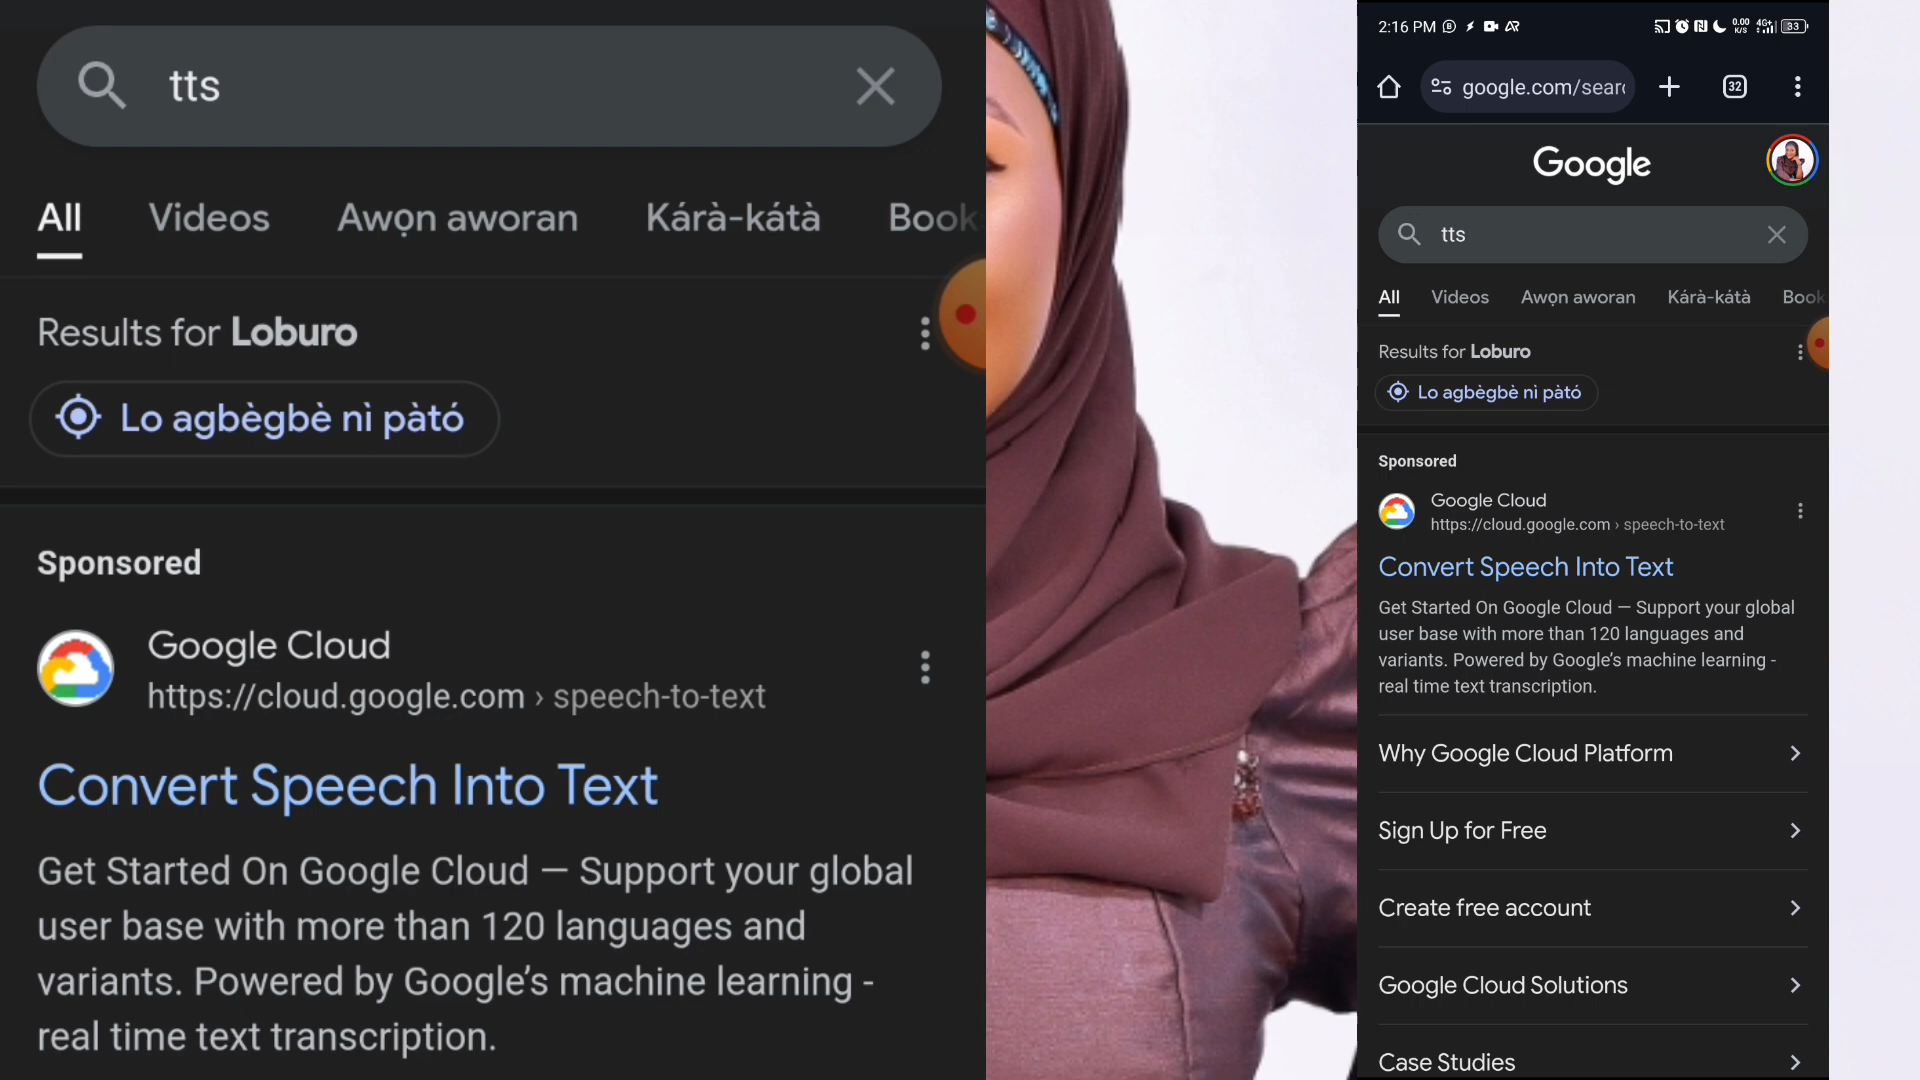 tts
All Videos Awọn aworan Kárà-kátà Book
Results for Loburo
Lo agbègbè nì pàtó
Sponsored
Google Cloud
https://cloud.google.com › speech-to-text
Convert Speech Into Text
Get Started On Google Cloud — Support your global
user base with more than 120 languages and
variants. Powered by Google's machine learning -
real time text transcription.
2:16 PM 0.00 K/S 4G+ 33
google.com/sear
32
Google
tts
All Videos Awọn aworan Kárà-kátà Book
Results for Loburo
Lo agbègbè nì pàtó
Sponsored
Google Cloud
https://cloud.google.com › speech-to-text
Convert Speech Into Text
Get Started On Google Cloud — Support your global
user base with more than 120 languages and
variants. Powered by Google's machine learning -
real time text transcription.
Why Google Cloud Platform
Sign Up for Free
Create free account
Google Cloud Solutions
Case Studies